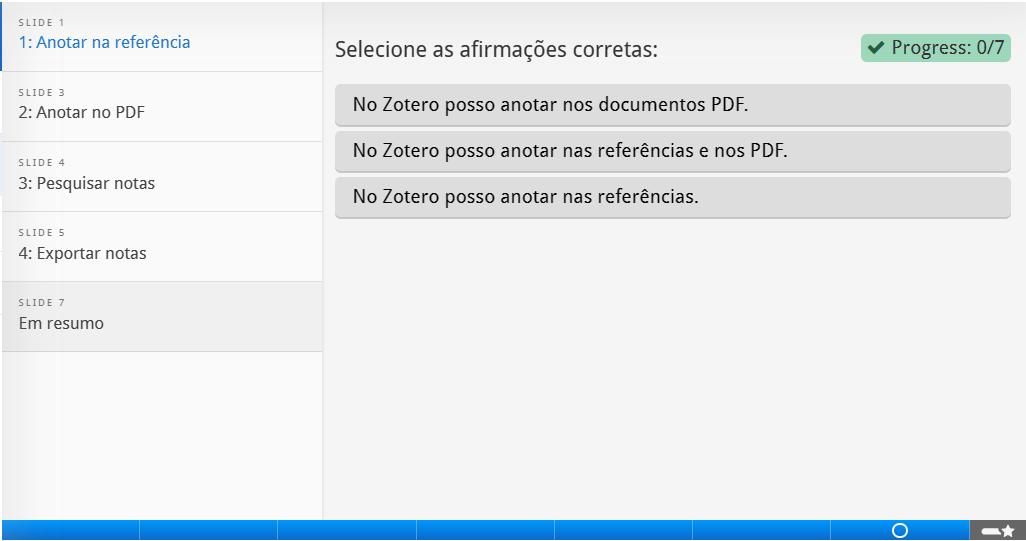 SLIDE 1
1: Anotar na referência
SLIDE 3
2: Anotar no PDF
SLIDE 4
3: Pesquisar notas
SLIDE 5
4: Exportar notas
SLIDE 7
Em resumo
Selecione as afirmações corretas:
Progress: 0/7
No Zotero posso anotar nos documentos PDF.
No Zotero posso anotar nas referências e nos PDF.
No Zotero posso anotar nas referências.